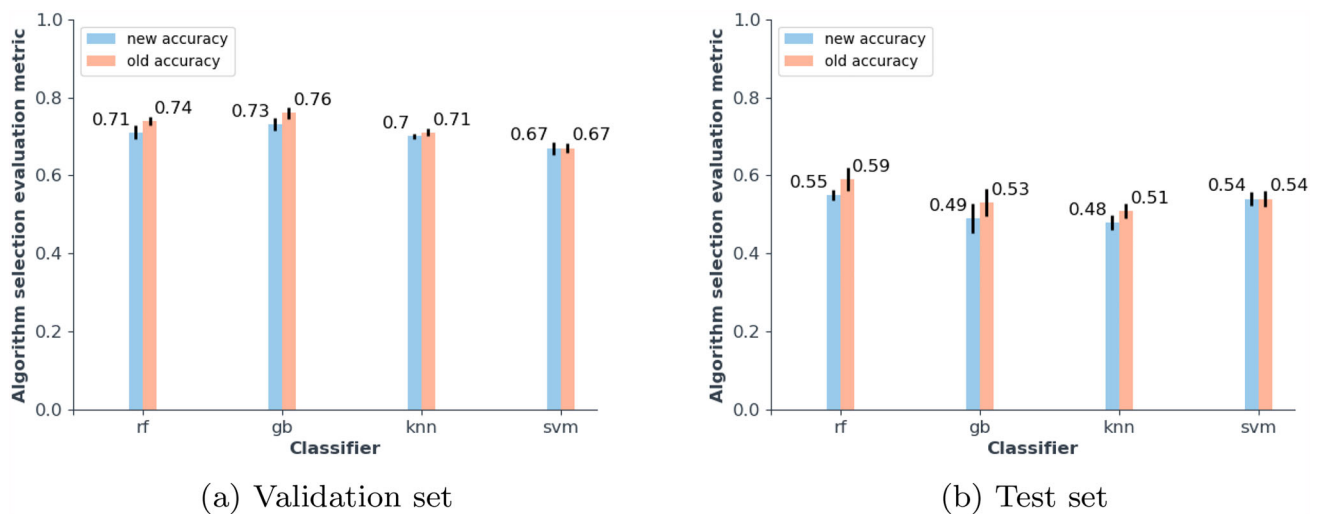 Algorithm selection evaluation metric
1.0
0.8
0.6
0.4
0.2
0.0
new accuracy
old accuracy
0.71 0.74 0.73 0.76 0.7 0.71 0.67 0.67
rf gb knn svm
Classifier
(a) Validation set
Algorithm selection evaluation metric
1.0
0.8
0.6
0.4
0.2
0.0
new accuracy
old accuracy
0.55 0.59 0.49 0.53 0.48 0.51 0.54 0.54
rf gb knn svm
Classifier
(b) Test set